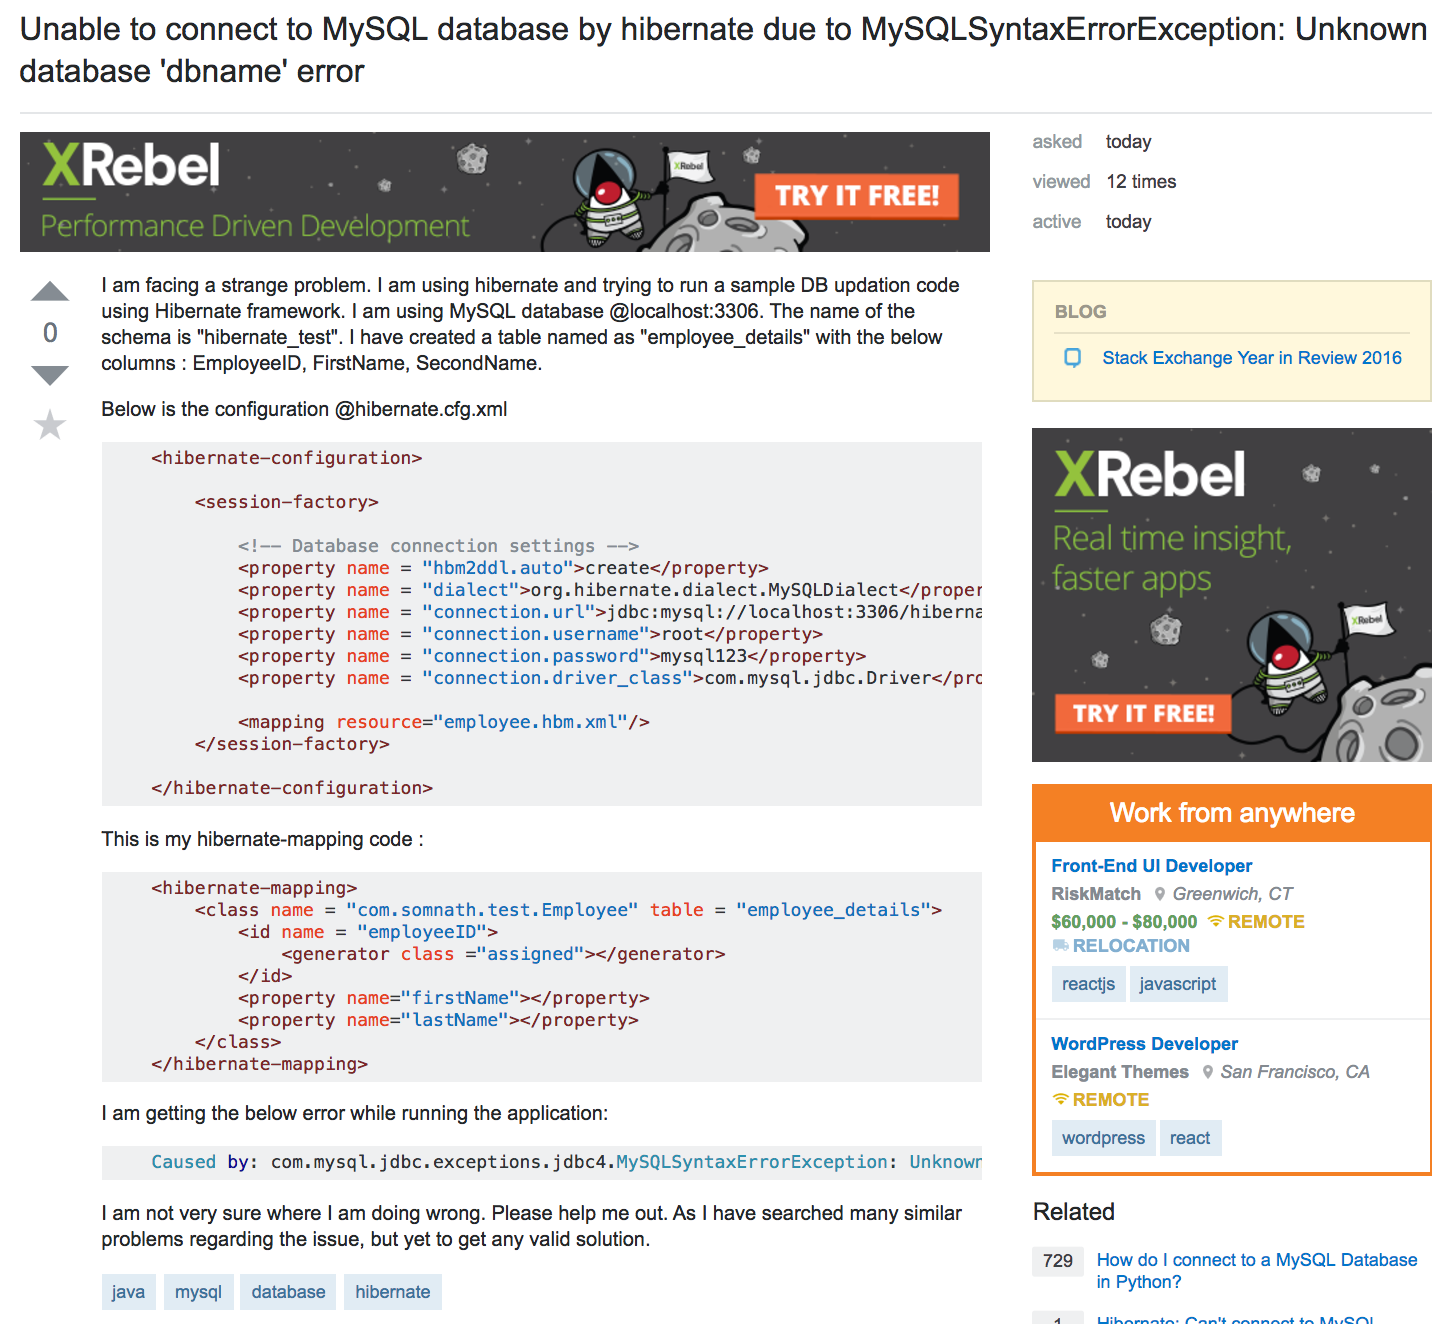 Unable to connect to MySQL database by hibernate due to MySQLSyntaxErrorException: Unknown
database 'dbname' error
XRebel
Performance Driven Development
XRebel
TRY IT FREE!
asked today
viewed 12 times
active today
0
I am facing a strange problem. I am using hibernate and trying to run a sample DB updation code
using Hibernate framework. I am using MySQL database @localhost:3306. The name of the
schema is "hibernate_test". I have created a table named as "employee_details" with the below
columns : EmployeeID, FirstName, SecondName.
Below is the configuration @hibernate.cfg.xml
<hibernate-configuration>
<session-factory>
<!-- Database connection settings -->
<property name = "hbm2ddl.auto">create</property>
<property name = "dialect">org.hibernate.dialect.MySQLDialect</proper
<property name = "connection.url">jdbc:mysql://localhost:3306/hiberna
<property name = "connection.username">root</property>
<property name = "connection.password">mysql123</property>
<property name = "connection.driver_class">com.mysql.jdbc.Driver</pro
<mapping resource="employee.hbm.xml"/>
</session-factory>
</hibernate-configuration>
This is my hibernate-mapping code :
<hibernate-mapping>
<class name = "com.somnath.test.Employee" table = "employee_details">
<id name = "employeeID">
<generator class ="assigned"></generator>
</id>
<property name="firstName"></property>
<property name="lastName"></property>
</class>
</hibernate-mapping>
I am getting the below error while running the application:
Caused by: com.mysql.jdbc.exceptions.jdbc4.MySQLSyntaxErrorException: Unknown
I am not very sure where I am doing wrong. Please help me out. As I have searched many similar
problems regarding the issue, but yet to get any valid solution.
java mysql database hibernate
BLOG
Stack Exchange Year in Review 2016
XRebel
Real time insight,
faster apps
XRebel
TRY IT FREE!
Work from anywhere
Front-End UI Developer
RiskMatch Greenwich, CT
$60,000 - $80,000 REMOTE
RELOCATION
reactjs javascript
WordPress Developer
Elegant Themes San Francisco, CA
REMOTE
wordpress react
Related
729 How do I connect to a MySQL Database
in Python?
1 Hibernate: Can't connect to MySQL